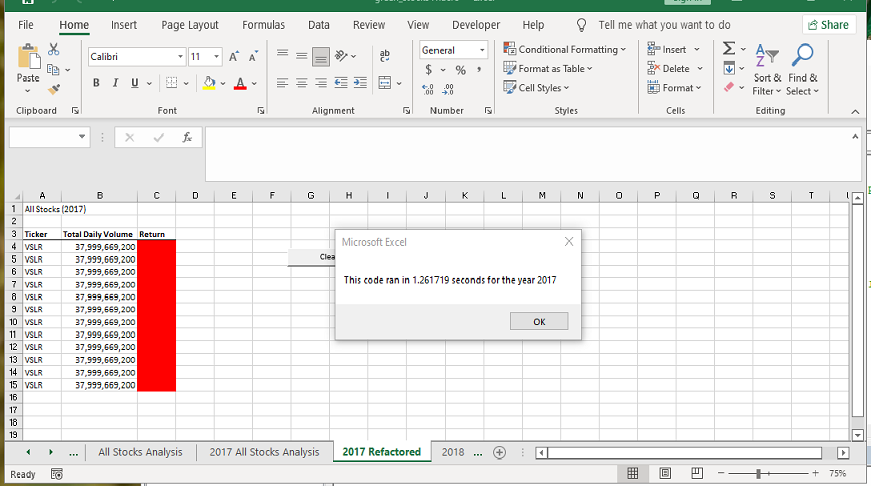 File Home Insert Page Layout Formulas Data Review View Developer Help Tell me what you want to do Share
Paste
Calibri 11
General
$ % ,
B I U A
Conditional Formatting
Format as Table
Cell Styles
Insert
Delete
Format
Sort & Filter
Find & Select
Clipboard Font Alignment Number Styles Cells Editing
fx
A B C D E F G H I J K L M N O P Q R S T
1 All Stocks (2017)
2
3 Ticker Total Daily Volume Return
4 VSLR 37,999,669,200
5 VSLR 37,999,669,200
6 VSLR 37,999,669,200
7 VSLR 37,999,669,200
8 VSLR 37,999,669,200
9 VSLR 37,999,669,200
10 VSLR 37,999,669,200
11 VSLR 37,999,669,200
12 VSLR 37,999,669,200
13 VSLR 37,999,669,200
14 VSLR 37,999,669,200
15 VSLR 37,999,669,200
16
17
18
19
Clea
Microsoft Excel
This code ran in 1.261719 seconds for the year 2017
OK
... All Stocks Analysis 2017 All Stocks Analysis 2017 Refactored 2018 ...
Ready 75%